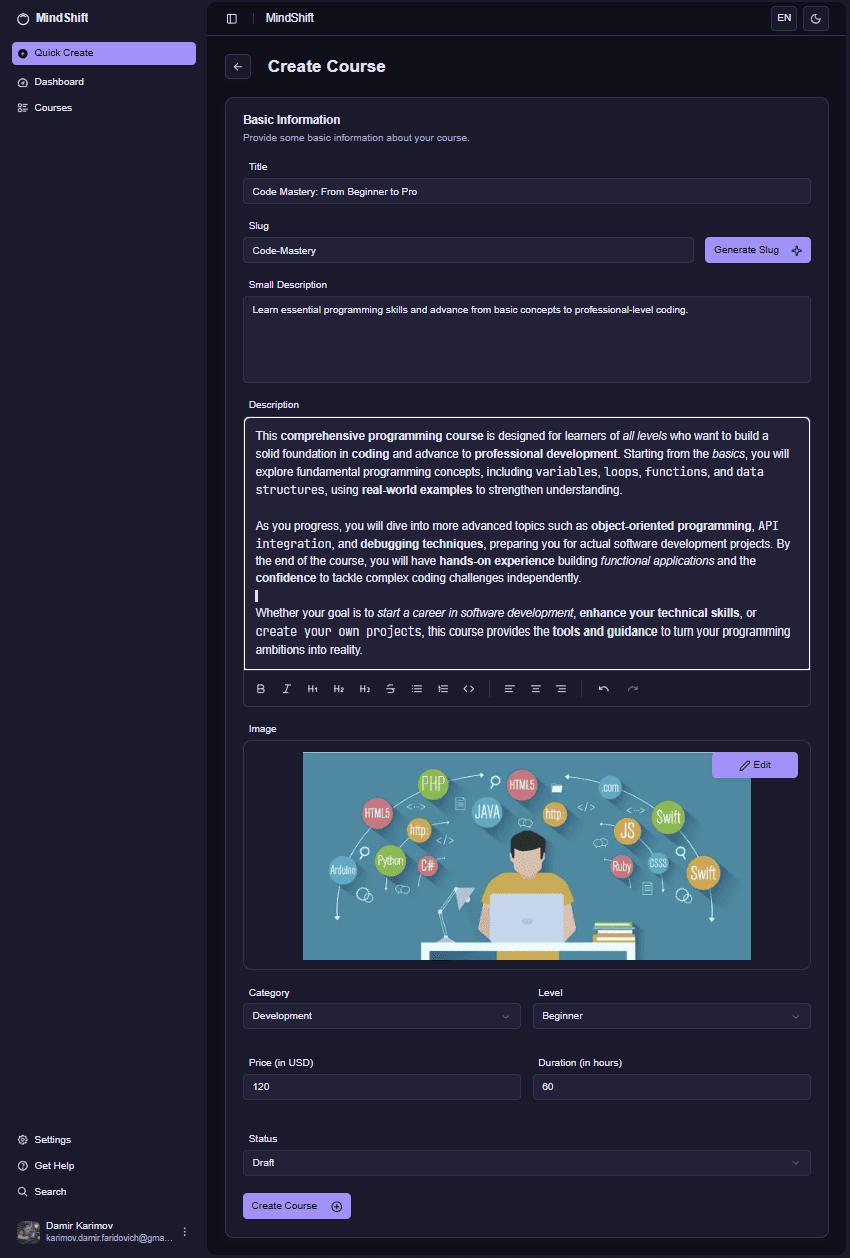 MindShift
MindShift
EN
Quick Create
Dashboard
Courses
Create Course
Basic Information
Provide some basic information about your course.
Title
Code Mastery: From Beginner to Pro
Slug
Code-Mastery
Generate Slug
Small Description
Learn essential programming skills and advance from basic concepts to professional-level coding.
Description
This comprehensive programming course is designed for learners of all levels who want to build a
solid foundation in coding and advance to professional development. Starting from the basics, you will
explore fundamental programming concepts, including variables, loops, functions, and data
structures, using real-world examples to strengthen understanding.
As you progress, you will dive into more advanced topics such as object-oriented programming, API
integration, and debugging techniques, preparing you for actual software development projects. By
the end of the course, you will have hands-on experience building functional applications and the
confidence to tackle complex coding challenges independently.
Whether your goal is to start a career in software development, enhance your technical skills, or
create your own projects, this course provides the tools and guidance to turn your programming
ambitions into reality.
B I H1 H2 H3 S
Image
Edit
PHP
HTML5
.com
HTML5
JAVA
http:
Swift
http:
JS
Python
C#
Ruby
CSSS
Arduino
Swift
Category
Level
Development
Beginner
Price (in USD)
Duration (in hours)
120
60
Status
Draft
Create Course
Settings
Get Help
Search
Damir Karimov
karimov.damir.faridovich@gma...